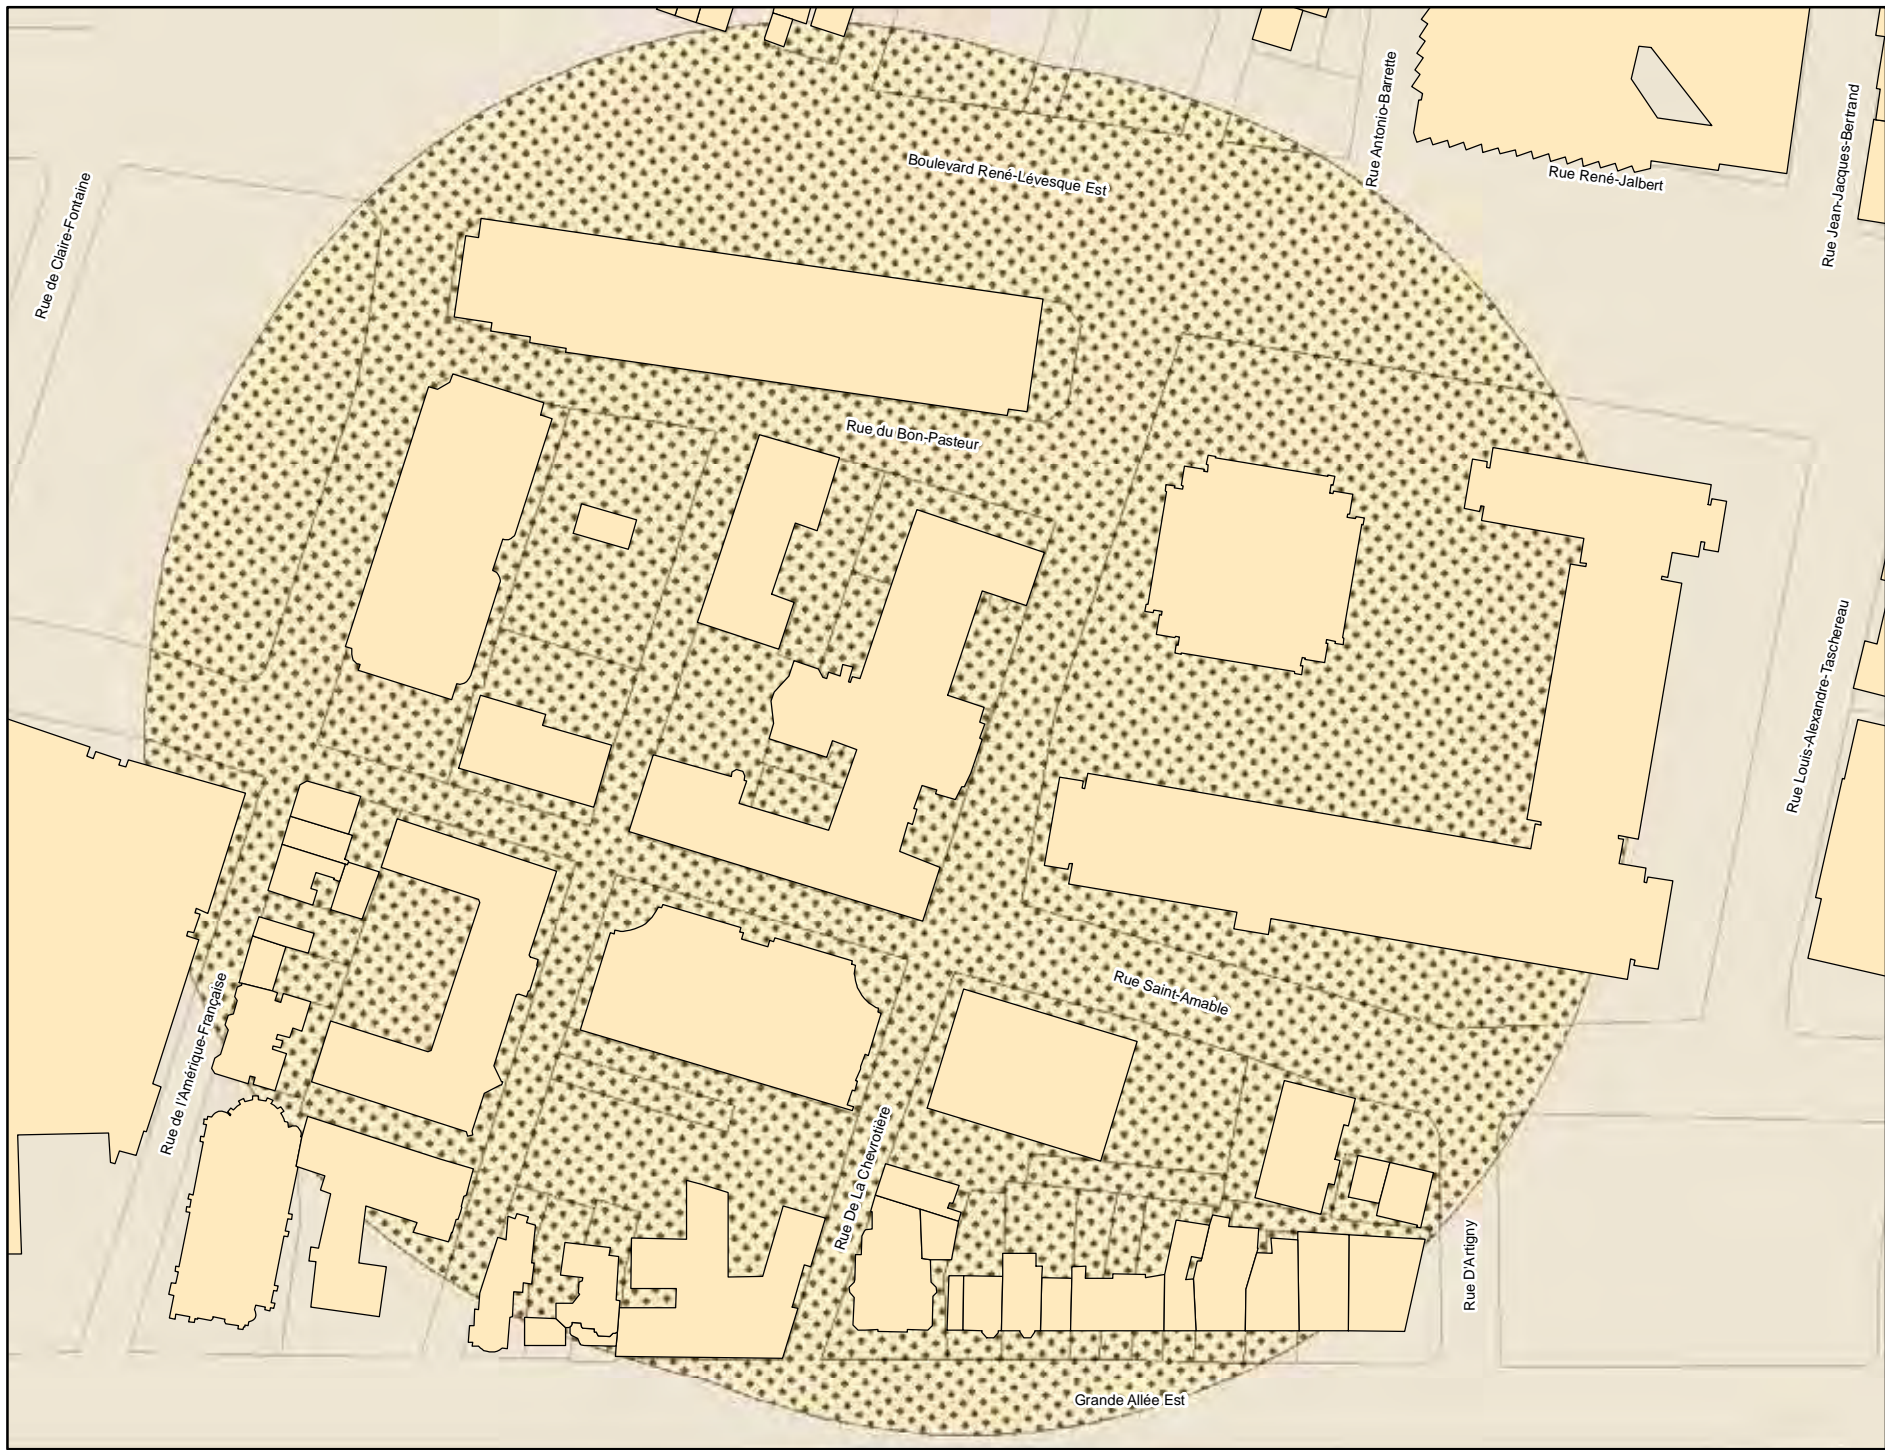 Boulevard René-Lévesque Est
Rue Antonio-Barrette
Rue René-Jalbert
Rue Jean-Jacques-Bertrand
Rue de Claire-Fontaine
Rue du Bon-Pasteur
Rue Louis-Alexandre-Taschereau
Rue Saint-Amable
Rue de l'Amérique-Française
Rue De La Chevrotière
Rue D'Artigny
Grande Allée Est